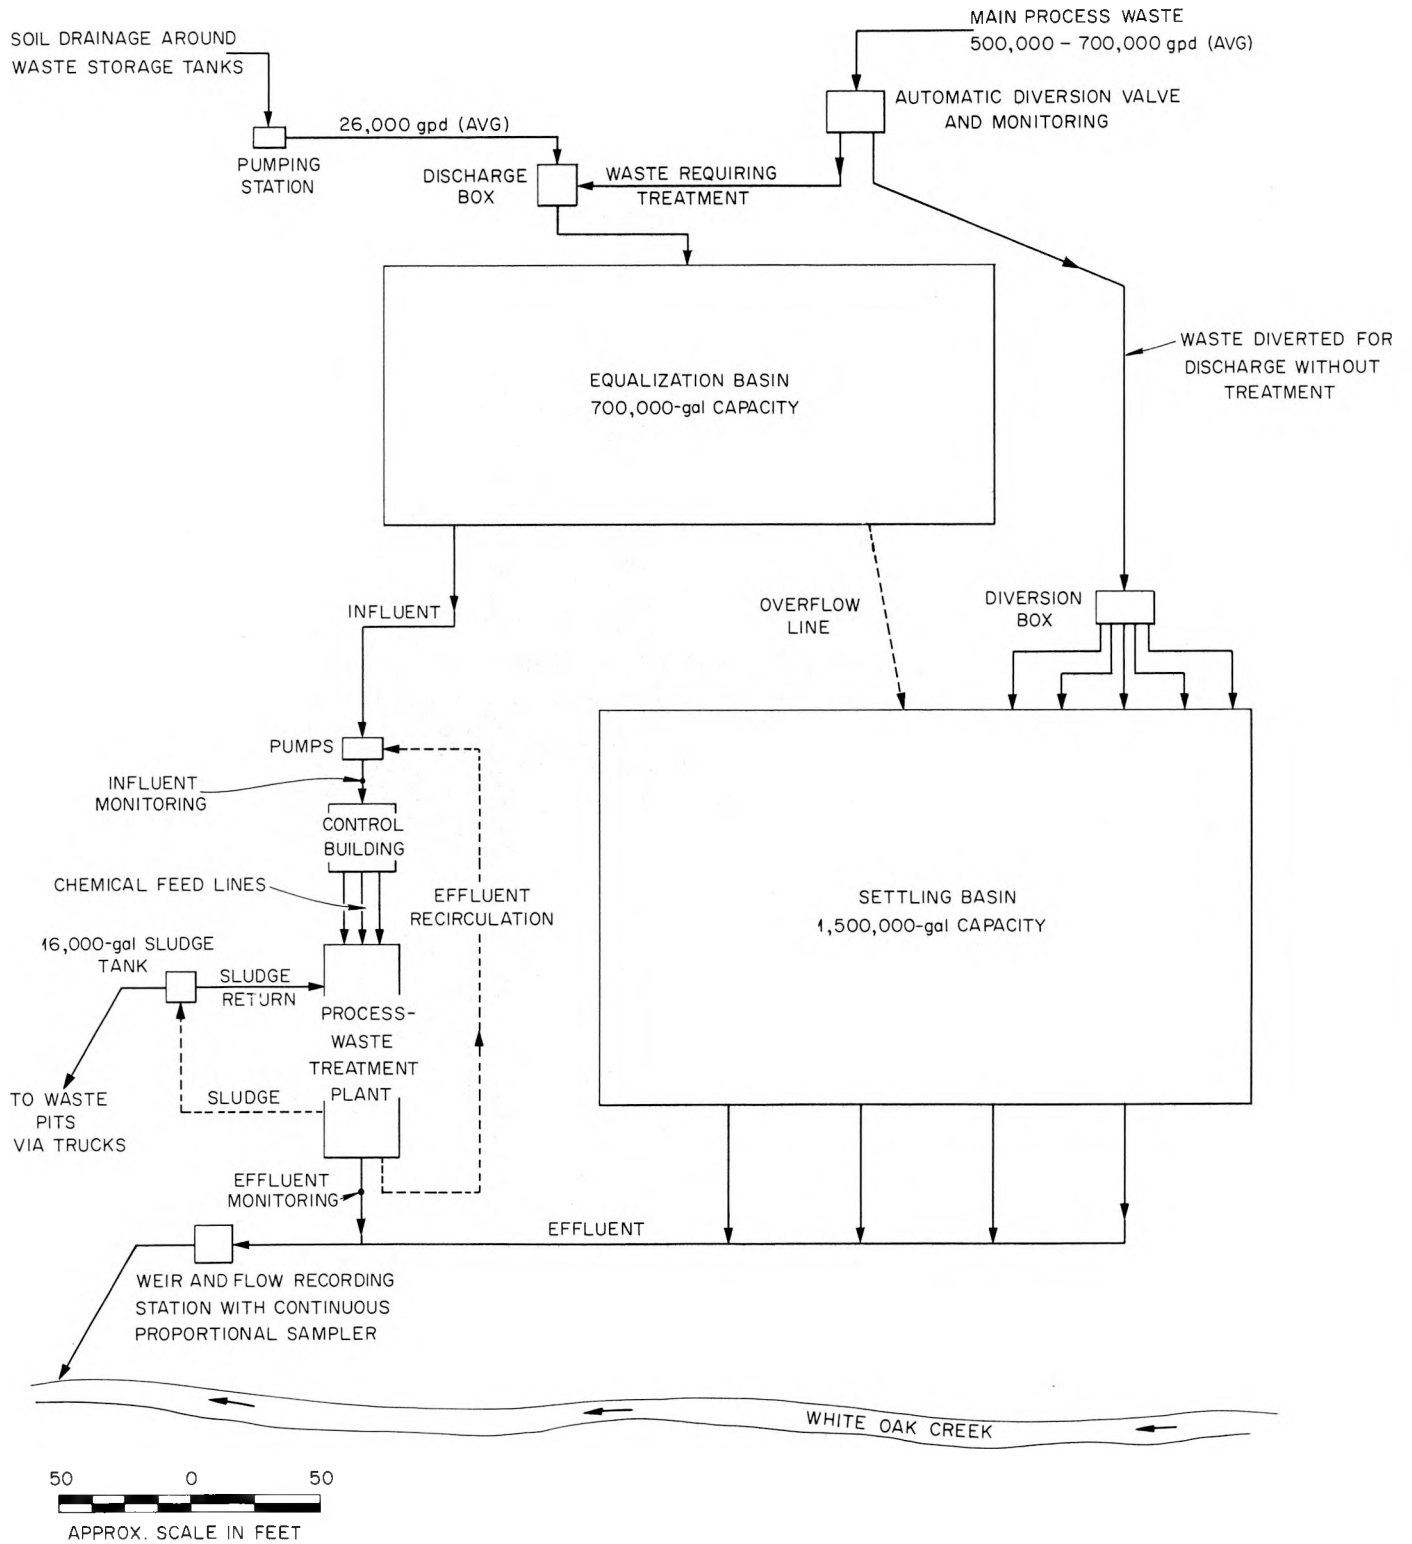 MAIN PROCESS WASTE
500,000 – 700,000 gpd (AVG)
SOIL DRAINAGE AROUND
WASTE STORAGE TANKS
AUTOMATIC DIVERSION VALVE
AND MONITORING
26,000 gpd (AVG)
PUMPING
STATION
DISCHARGE
BOX
WASTE REQUIRING
TREATMENT
WASTE DIVERTED FOR
DISCHARGE WITHOUT
TREATMENT
EQUALIZATION BASIN
700,000-gal CAPACITY
INFLUENT
OVERFLOW
LINE
DIVERSION
BOX
PUMPS
INFLUENT
MONITORING
CONTROL
BUILDING
CHEMICAL FEED LINES
EFFLUENT
RECIRCULATION
SETTLING BASIN
1,500,000-gal CAPACITY
16,000-gal SLUDGE
TANK
SLUDGE
RETURN
PROCESS-
WASTE
TREATMENT
PLANT
SLUDGE
TO WASTE
PITS
VIA TRUCKS
EFFLUENT
MONITORING
EFFLUENT
WEIR AND FLOW RECORDING
STATION WITH CONTINUOUS
PROPORTIONAL SAMPLER
WHITE OAK CREEK
50 0 50
APPROX. SCALE IN FEET